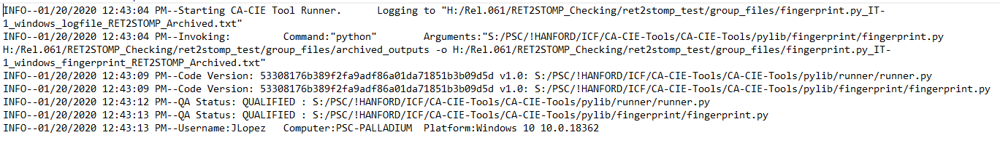 INFO--01/20/2020 12:43:04 PM--Starting CA-CIE Tool Runner.	Logging to "H:/Rel.061/RET2STOMP_Checking/ret2stomp_test/group_files/fingerprint.py_IT-
1_windows_logfile_RET2STOMP_Archived.txt"
INFO--01/20/2020 12:43:04 PM--Invoking:	Command:"python"	Arguments:"S:/PSC/!HANFORD/ICF/CA-CIE-Tools/CA-CIE-Tools/pylib/fingerprint/fingerprint.py
H:/Rel.061/RET2STOMP_Checking/ret2stomp_test/group_files/archived_outputs -o H:/Rel.061/RET2STOMP_Checking/ret2stomp_test/group_files/fingerprint.py_IT-
1_windows_fingerprint_RET2STOMP_Archived.txt"
INFO--01/20/2020 12:43:09 PM--Code Version: 53308176b389f2fa9adf86a01da71851b3b09d5d v1.0: S:/PSC/!HANFORD/ICF/CA-CIE-Tools/CA-CIE-Tools/pylib/runner/runner.py
INFO--01/20/2020 12:43:09 PM--Code Version: 53308176b389f2fa9adf86a01da71851b3b09d5d v1.0: S:/PSC/!HANFORD/ICF/CA-CIE-Tools/CA-CIE-Tools/pylib/fingerprint/fingerprint.py
INFO--01/20/2020 12:43:12 PM--QA Status: QUALIFIED : S:/PSC/!HANFORD/ICF/CA-CIE-Tools/CA-CIE-Tools/pylib/runner/runner.py
INFO--01/20/2020 12:43:13 PM--QA Status: QUALIFIED : S:/PSC/!HANFORD/ICF/CA-CIE-Tools/CA-CIE-Tools/pylib/fingerprint/fingerprint.py
INFO--01/20/2020 12:43:13 PM--Username:JLopez	Computer:PSC-PALLADIUM	Platform:Windows 10 10.0.18362